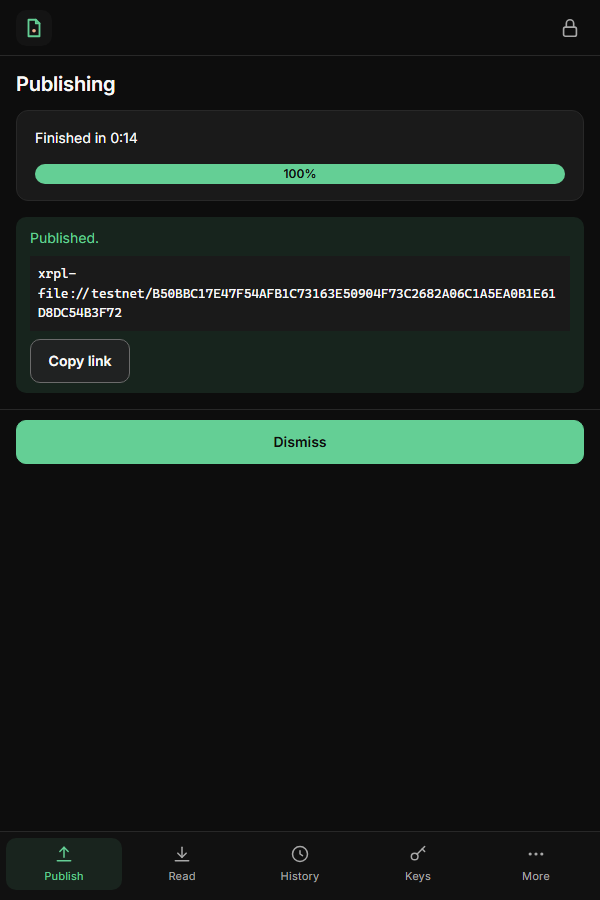 Publishing
Finished in 0:14
100%
Published.
xrpl-
file://testnet/B50BBC17E47F54AFB1C73163E50904F73C2682A06C1A5EA0B1E61
D8DC54B3F72
Copy link
Dismiss
Publish
Read
History
Keys
More